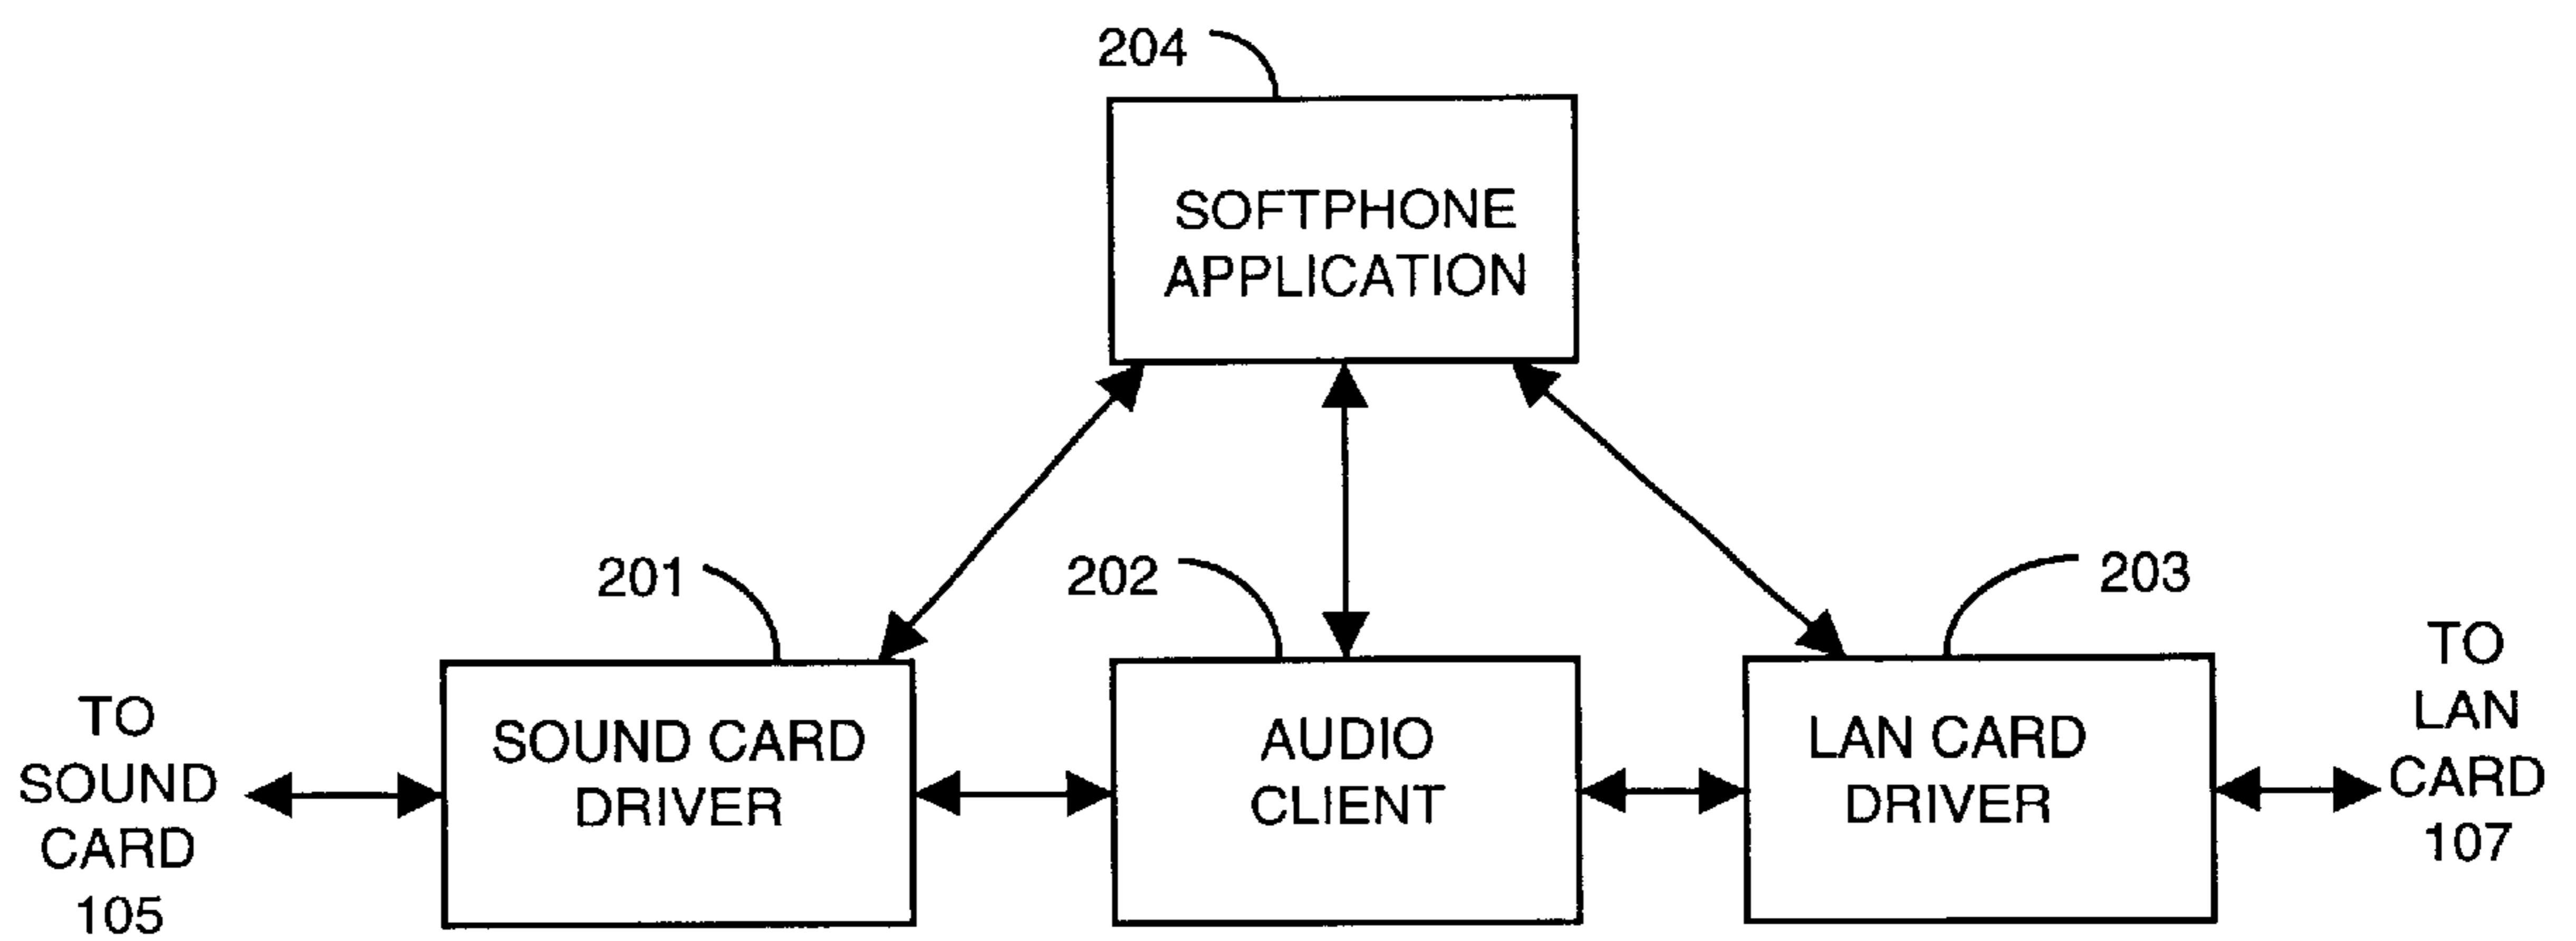 204
SOFTPHONE
APPLICATION
201
202
203
TO
SOUND
CARD
105
SOUND CARD
DRIVER
AUDIO
CLIENT
LAN CARD
DRIVER
TO
LAN
CARD
107